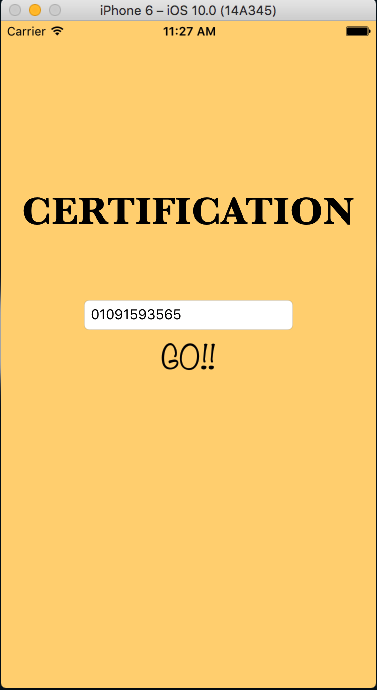 iPhone 6 – iOS 10.0 (14A345)
Carrier 11:27 AM
CERTIFICATION
01091593565
GO!!